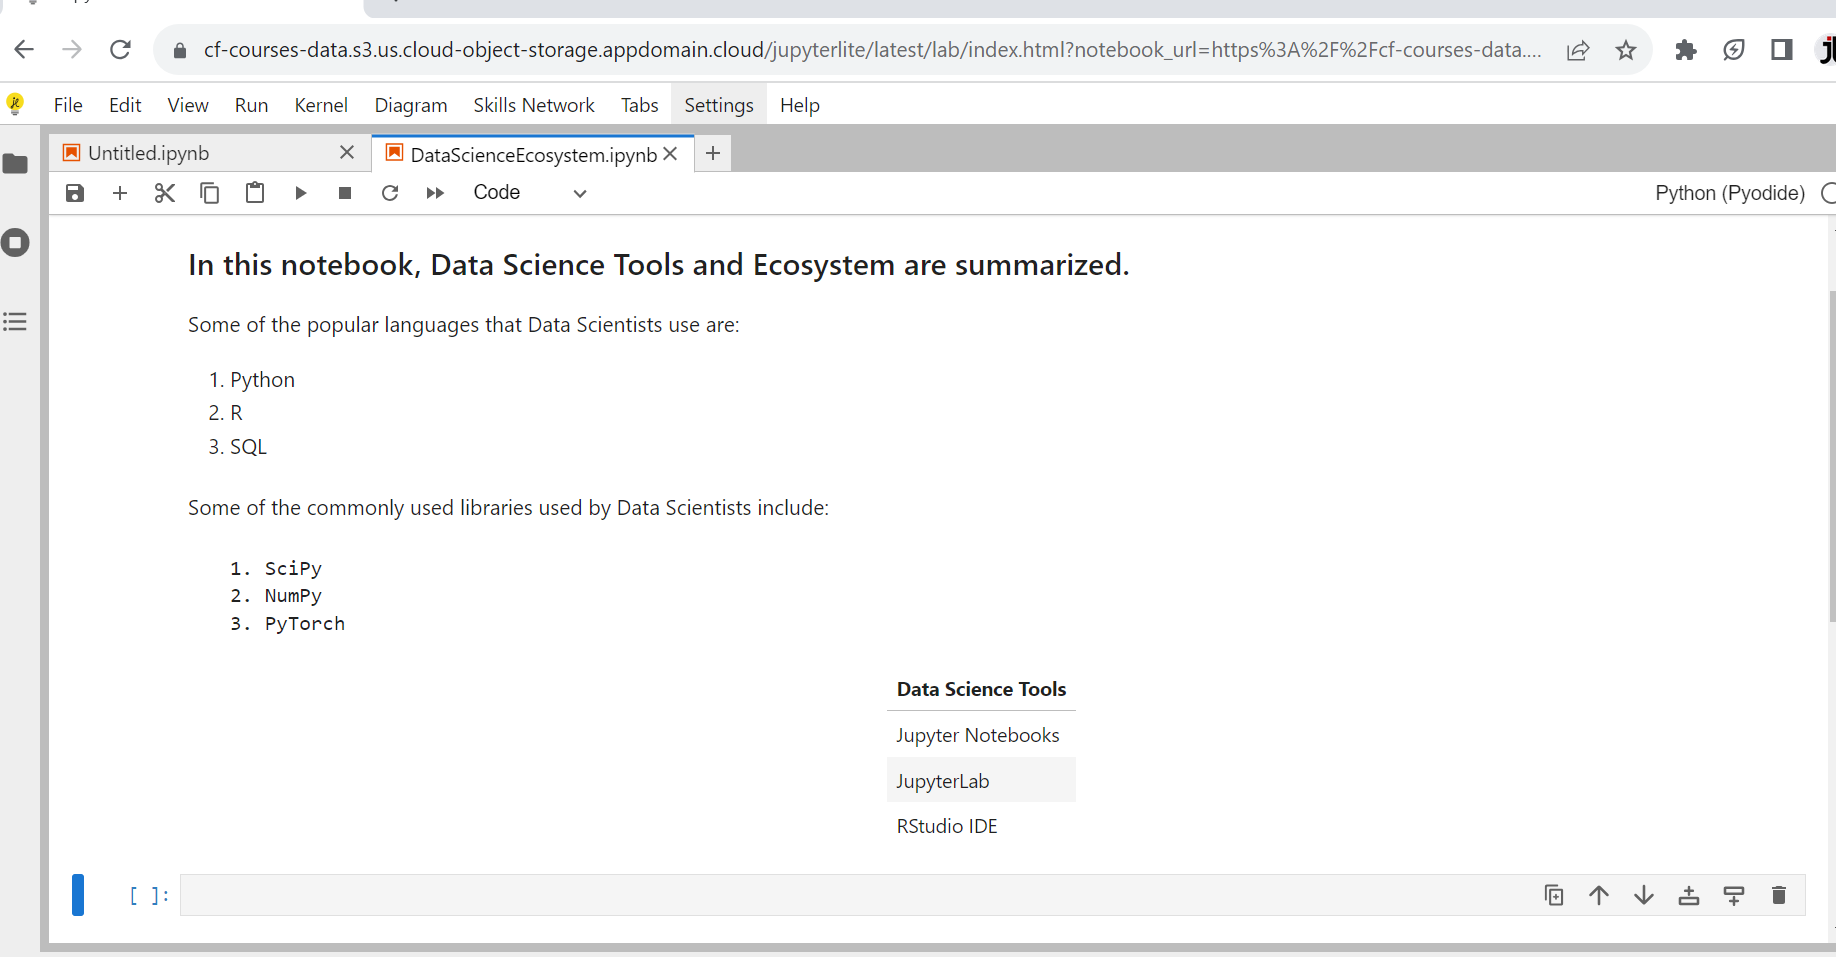 cf-courses-data.s3.us.cloud-object-storage.appdomain.cloud/jupyterlite/latest/lab/index.html?notebook_url=https%3A%2F%2Fcf-courses-data....
File Edit View Run Kernel Diagram Skills Network Tabs Settings Help
Untitled.ipynb DataScienceEcosystem.ipynb
Code Python (Pyodide)
In this notebook, Data Science Tools and Ecosystem are summarized.
Some of the popular languages that Data Scientists use are:
1. Python
2. R
3. SQL
Some of the commonly used libraries used by Data Scientists include:
1. SciPy
2. NumPy
3. PyTorch
Data Science Tools
Jupyter Notebooks
JupyterLab
RStudio IDE
[ ]: